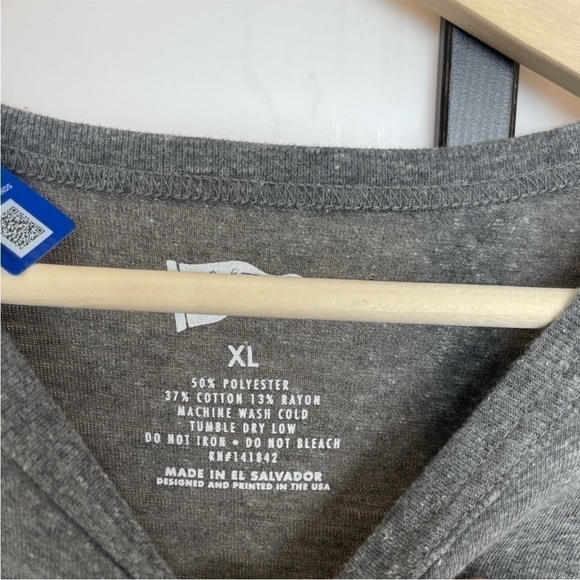 XL
50% POLYESTER
37% COTTON 13% RAYON
MACHINE WASH COLD
TUMBLE DRY LOW
DO NOT IRON • DO NOT BLEACH
RN#141842
MADE IN EL SALVADOR
DESIGNED AND PRINTED IN THE USA